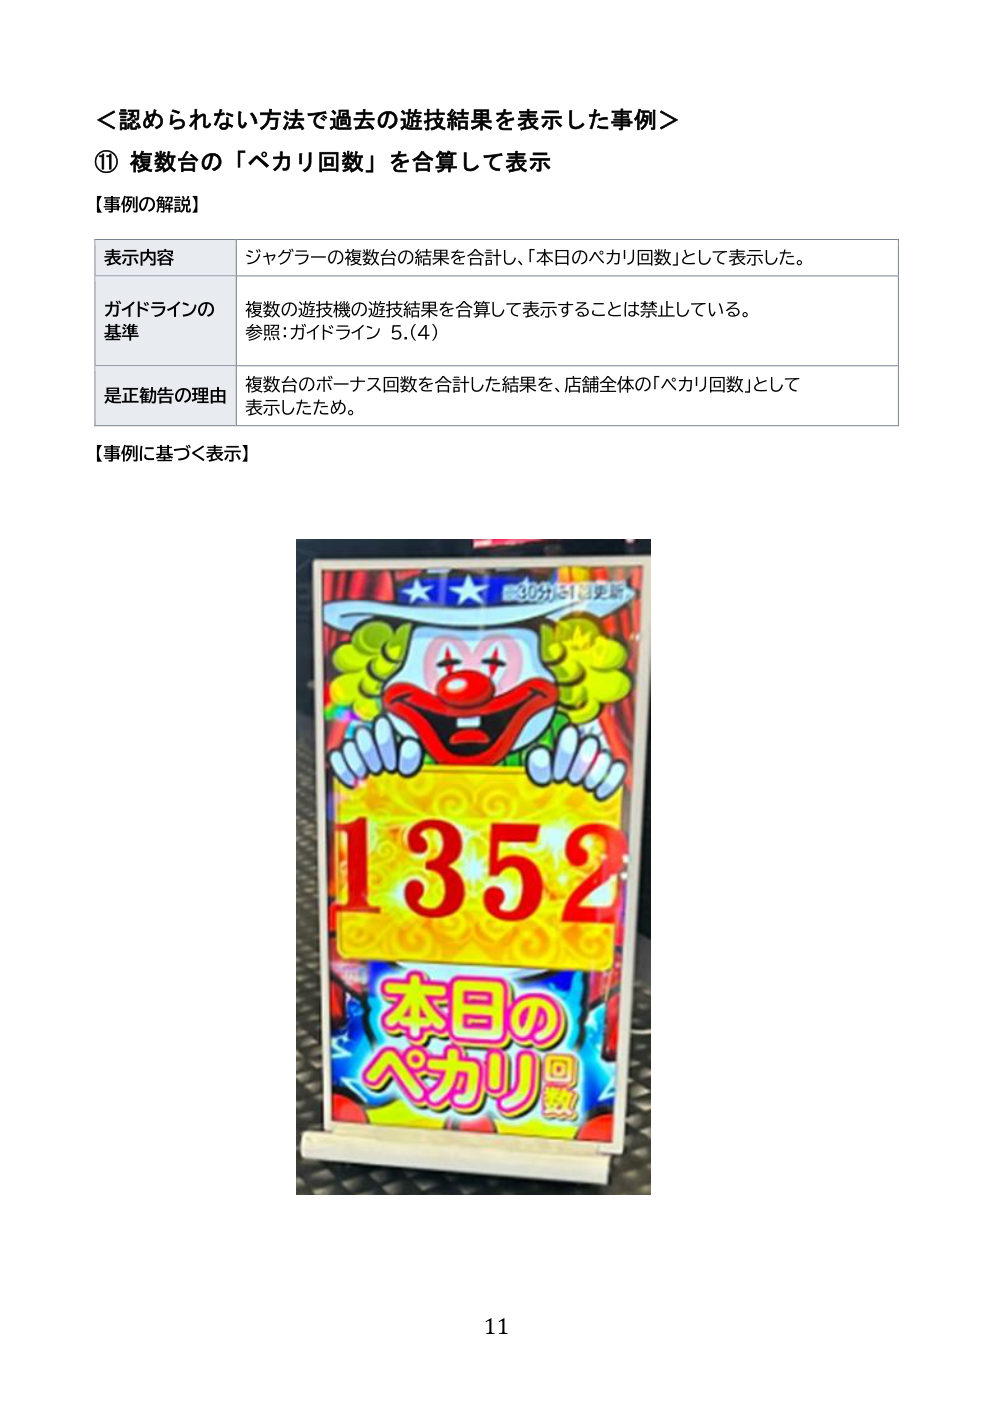 ＜認められない方法で過去の遊技結果を表示した事例＞
⑪ 複数台の「ペカリ回数」を合算して表示
【事例の解説】
表示内容
ジャグラーの複数台の結果を合計し、「本日のペカリ回数」として表示した。
ガイドラインの
基準
複数の遊技機の遊技結果を合算して表示することは禁止している。
参照：ガイドライン 5.（4）
是正勧告の理由
複数台のボーナス回数を合計した結果を、店舗全体の「ペカリ回数」として
表示したため。
【事例に基づく表示】
30分に1回更新
1352
本日の
ペカリ回数
11